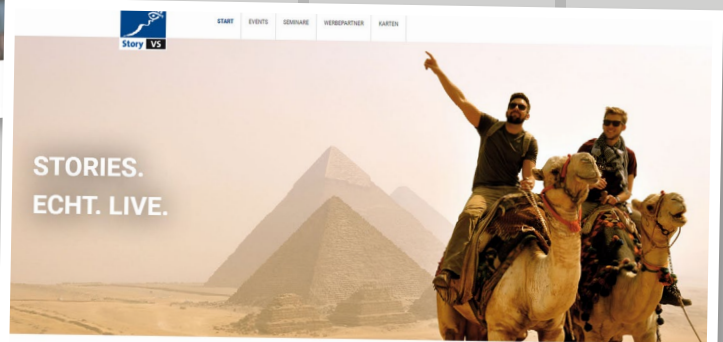 Story VS
START EVENTS SEMINARE WERBEPARTNER KARTEN
STORIES.
ECHT. LIVE.